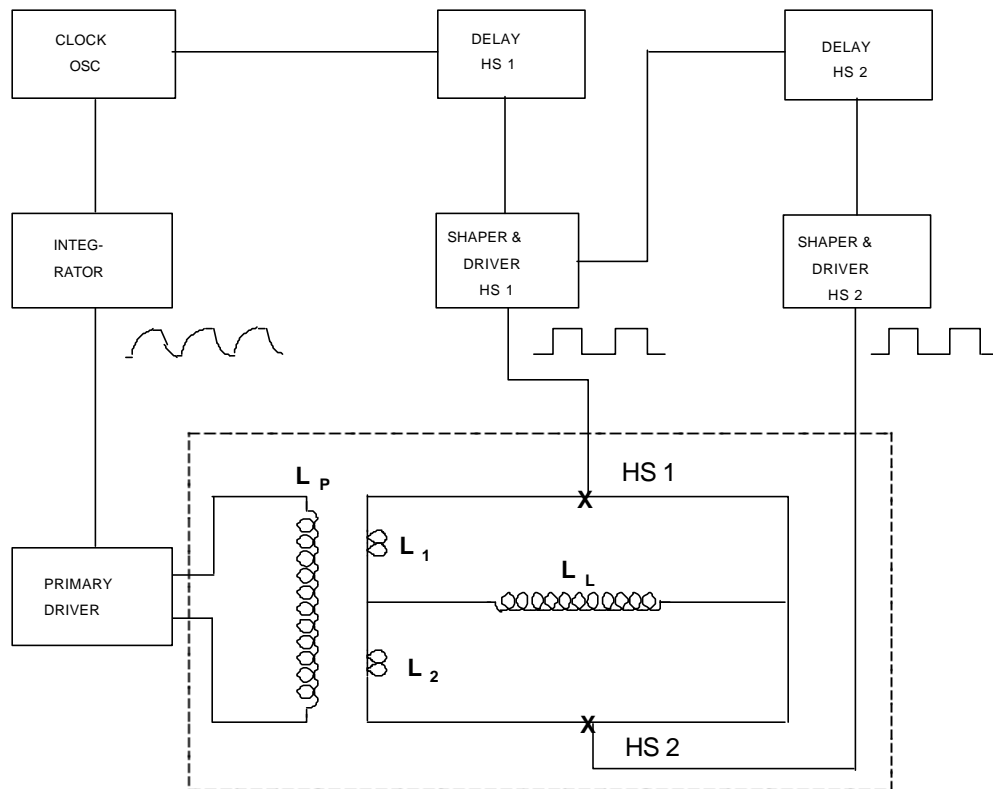 CLOCK
OSC
DELAY
HS 1
DELAY
HS 2
INTEG-
RATOR
SHAPER &
DRIVER
HS 1
SHAPER &
DRIVER
HS 2
L P
X
HS 1
L 1
L L
PRIMARY
DRIVER
L 2
X
HS 2